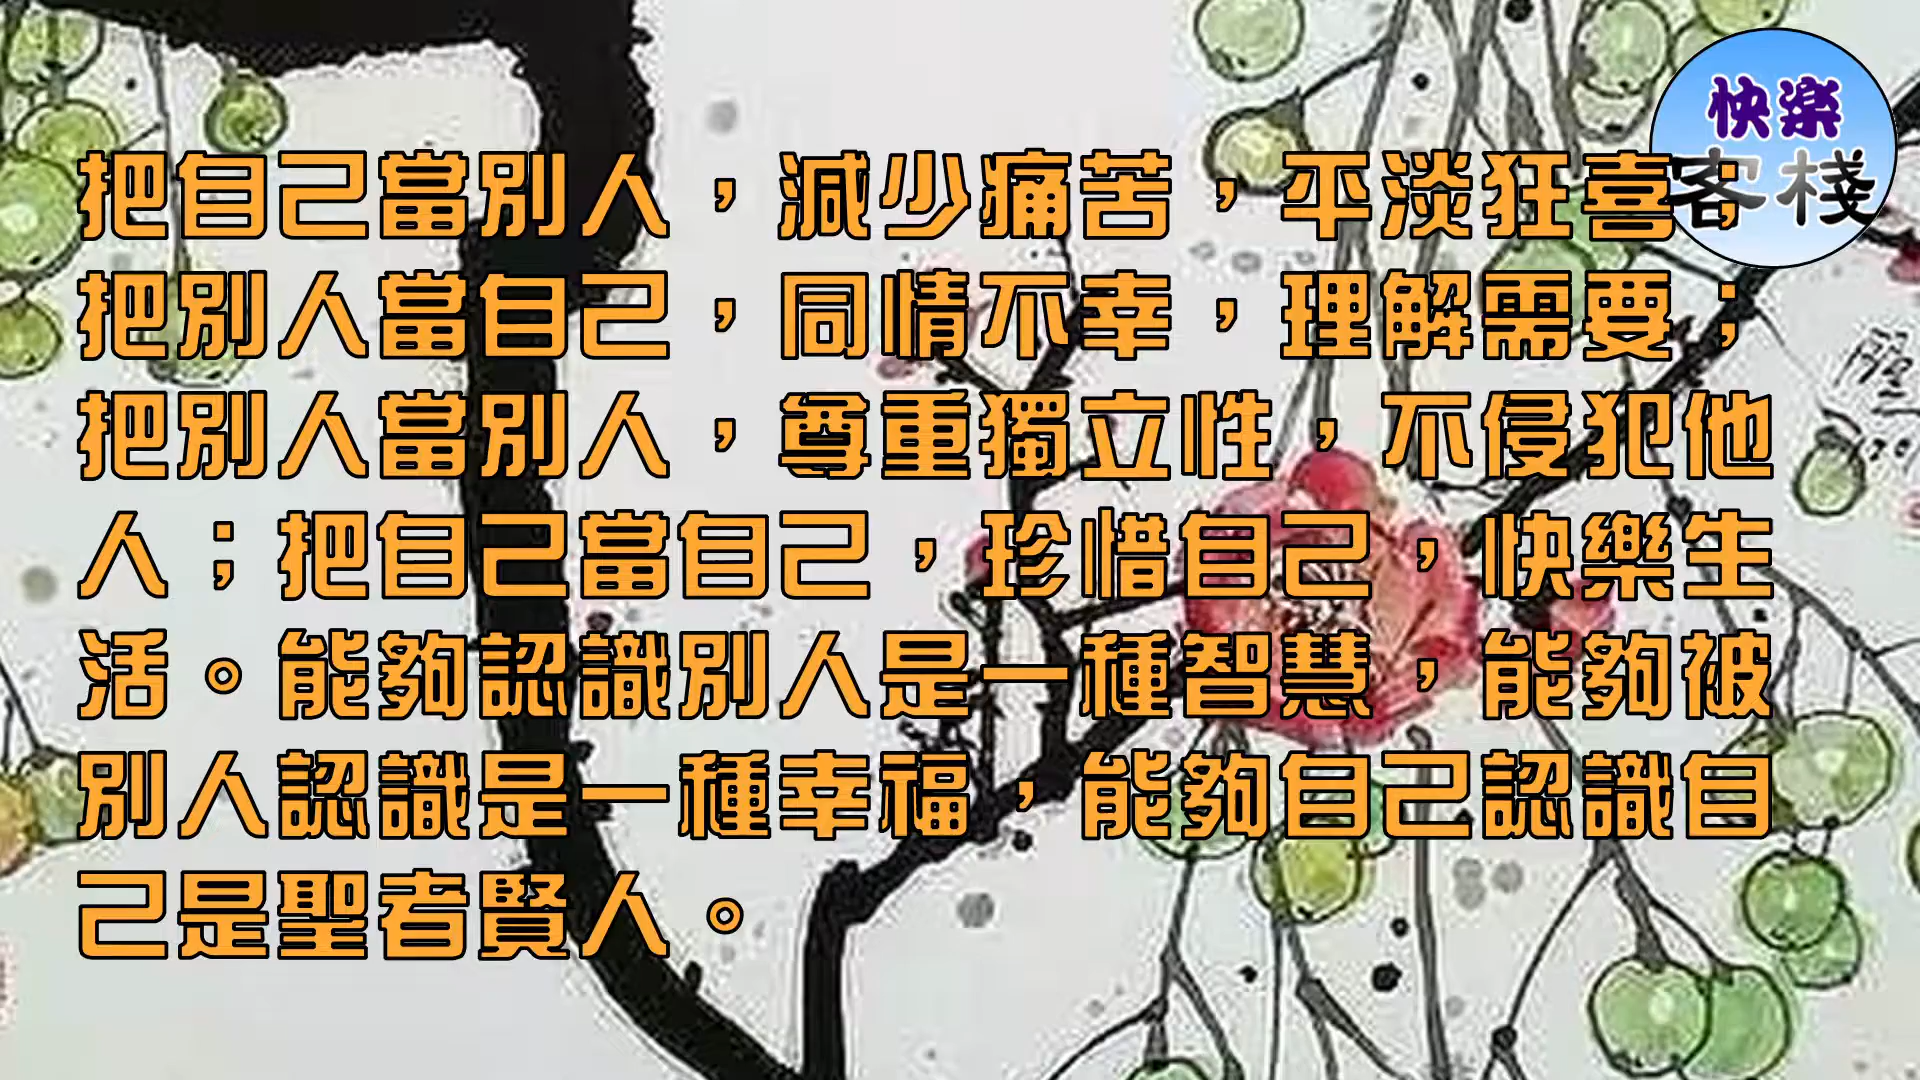 快楽
客栈
把自己當別人，減少痛苦，平淡狂喜；
把別人當自己，同情不幸，理解需要；
把別人當別人，尊重獨立性，不侵犯他
人；把自己當自己，珍惜自己，快樂生
活。能夠認識別人是一種智慧，能夠被
別人認識是一種幸福，能夠自己認識自
己是聖者賢人。